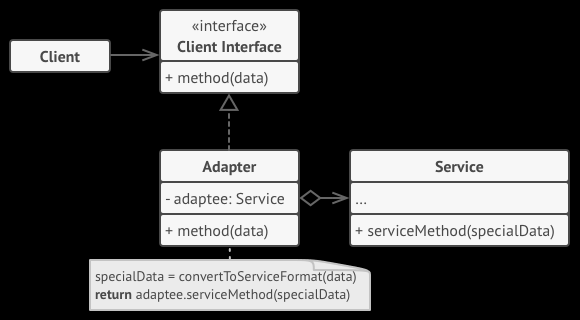 «interface»
Client
Client Interface
+ method(data)
Adapter
Service
- adaptee: Service
...
+ method(data)
+ serviceMethod(specialData)
specialData = convertToServiceFormat(data)
return adaptee.serviceMethod(specialData)